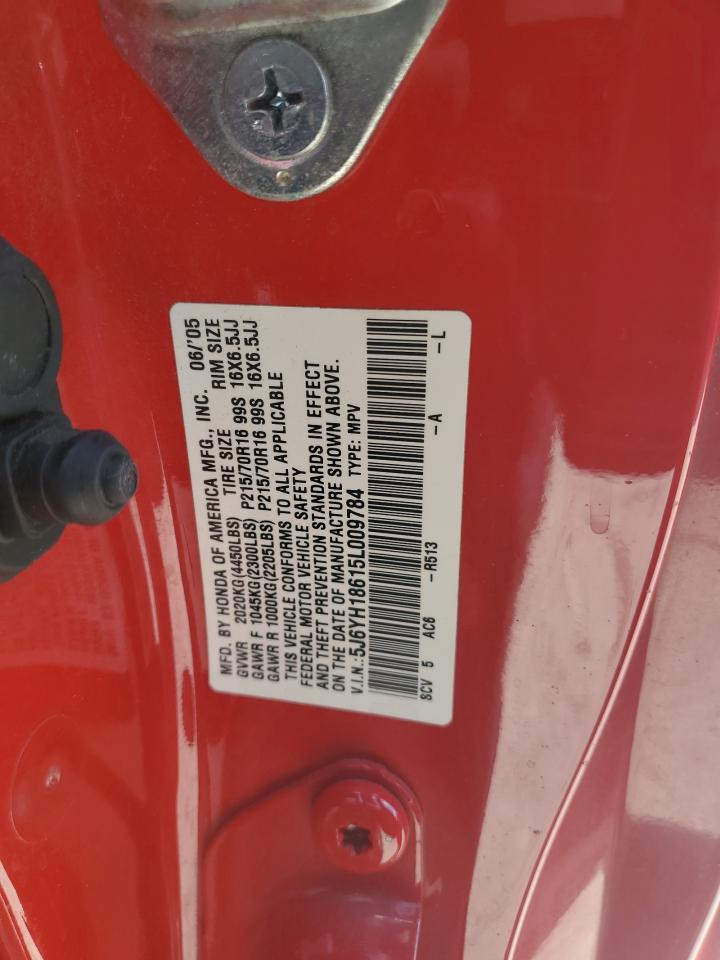 MFD. BY HONDA OF AMERICA MFG., INC. 06/'05
GVWR 2020KG(4450LBS) TIRE SIZE RIM SIZE
GAWR F 1045KG(2300LBS) P215/70R16 99S 16X6.5JJ
GAWR R 1000KG(2205LBS) P215/70R16 99S 16X6.5JJ
THIS VEHICLE CONFORMS TO ALL APPLICABLE
FEDERAL MOTOR VEHICLE SAFETY
AND THEFT PREVENTION STANDARDS IN EFFECT
ON THE DATE OF MANUFACTURE SHOWN ABOVE.
V.I.N.:5J6YH18615L009784 TYPE: MPV
SCV 5 AC6 -R513 -A -L